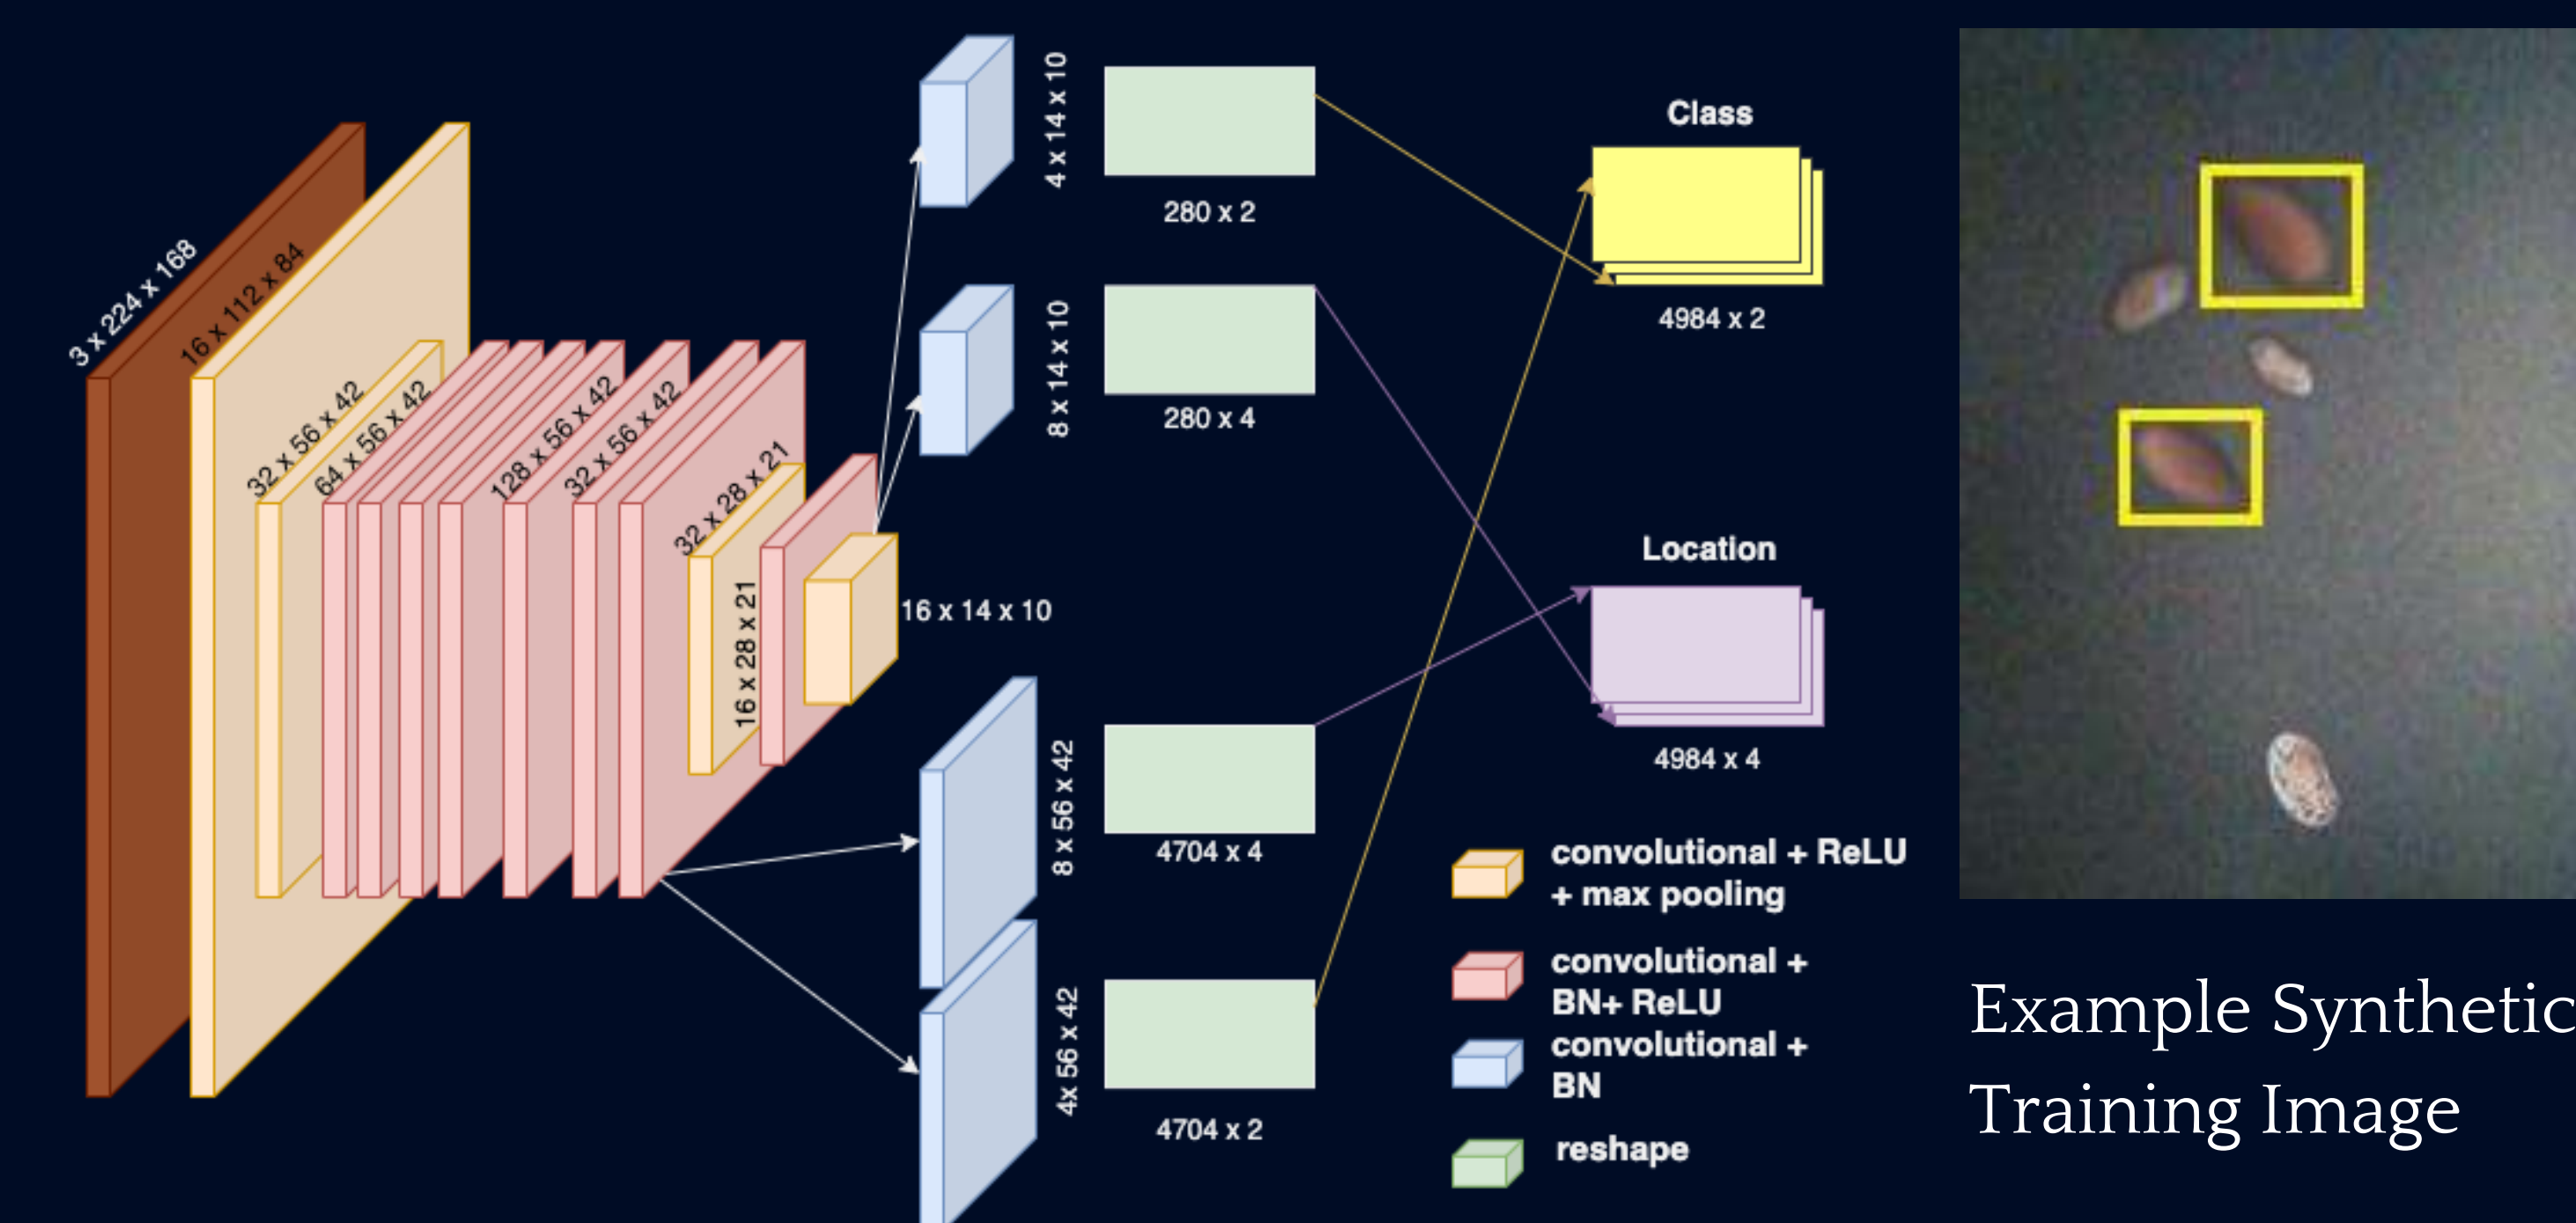 3 x 224 x 168
16 x 112 x 84
32 x 56 x 42
64 x 56 x 42
128 x 56 x 42
32 x 56 x 42
32 x 28 x 21
16 x 28 x 21
16 x 14 x 10
4 x 14 x 10
280 x 2
8 x 14 x 10
280 x 4
8 x 56 x 42
4704 x 4
4x 56 x 42
4704 x 2
Class
4984 x 2
Location
4984 x 4
convolutional + ReLU
+ max pooling
convolutional +
BN+ ReLU
convolutional +
BN
reshape
Example Synthetic
Training Image